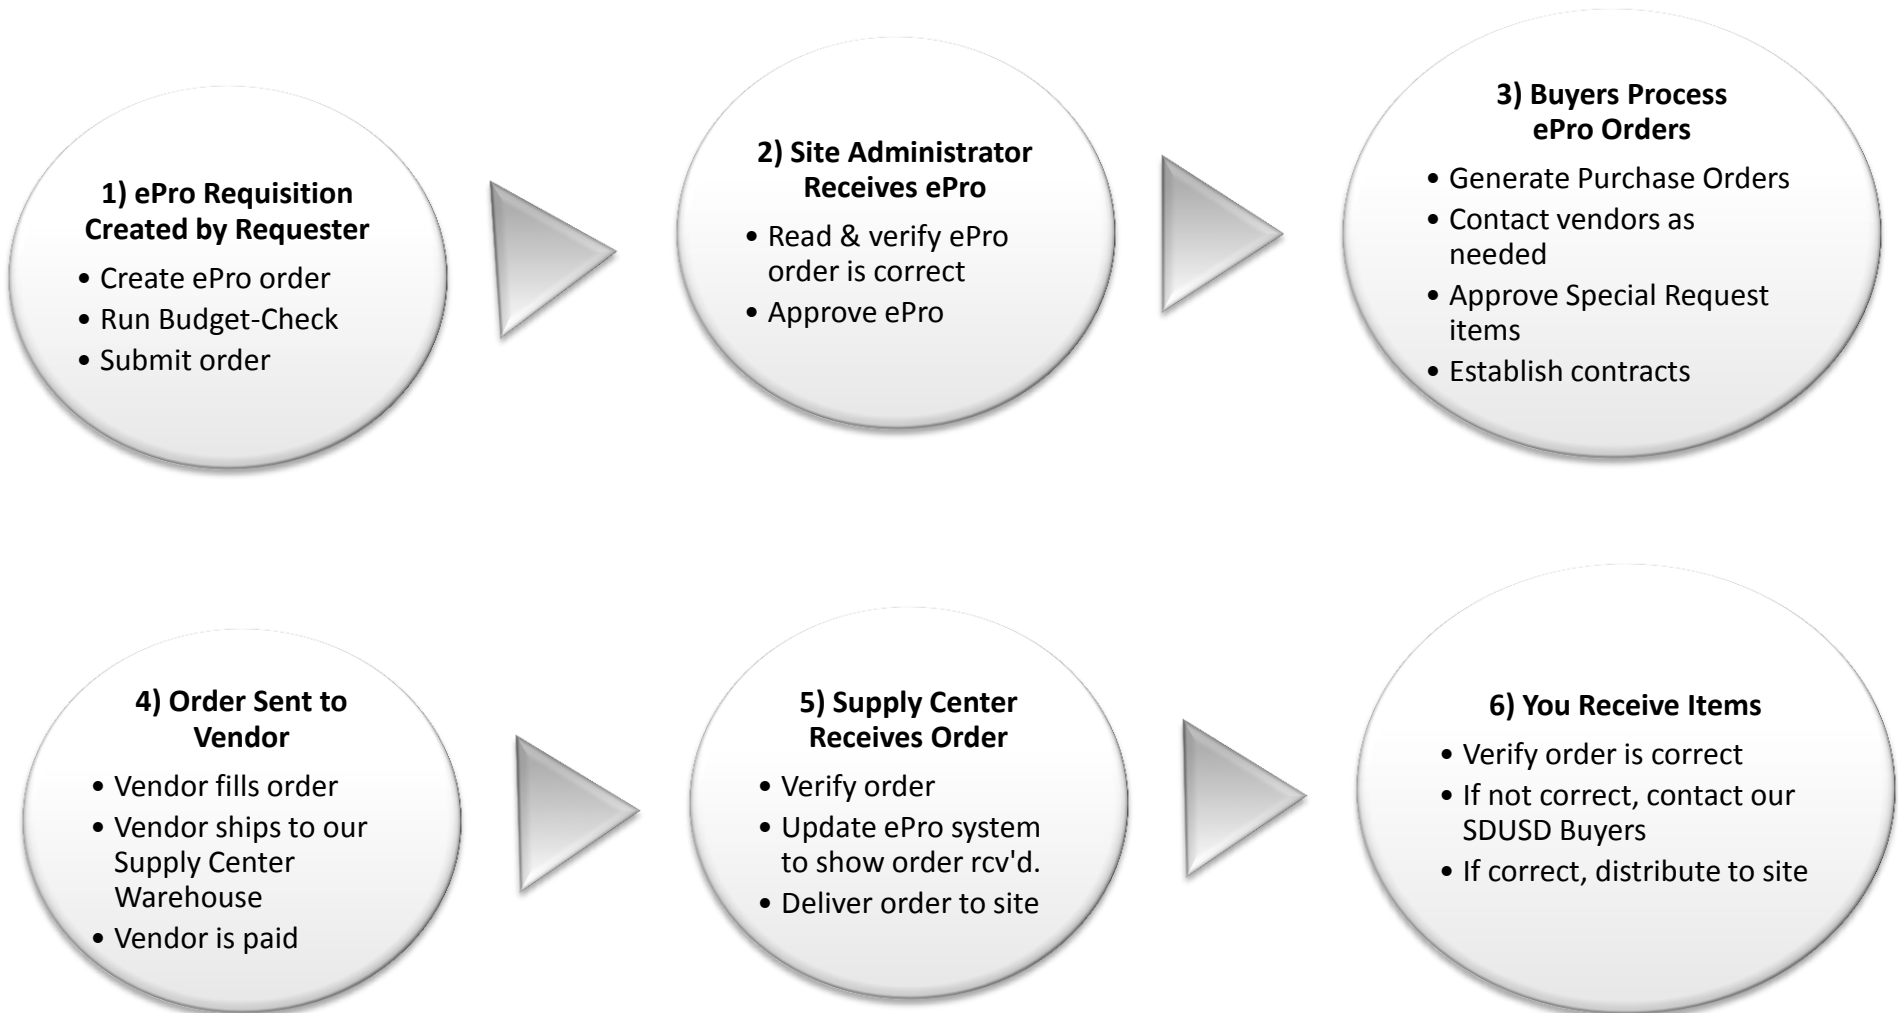 1) ePro Requisition
Created by Requester
• Create ePro order
• Run Budget-Check
• Submit order
2) Site Administrator
Receives ePro
• Read & verify ePro
order is correct
• Approve ePro
3) Buyers Process
ePro Orders
• Generate Purchase Orders
• Contact vendors as
needed
• Approve Special Request
items
• Establish contracts
4) Order Sent to
Vendor
• Vendor fills order
• Vendor ships to our
Supply Center
Warehouse
• Vendor is paid
5) Supply Center
Receives Order
• Verify order
• Update ePro system
to show order rcv'd.
• Deliver order to site
6) You Receive Items
• Verify order is correct
• If not correct, contact our
SDUSD Buyers
• If correct, distribute to site